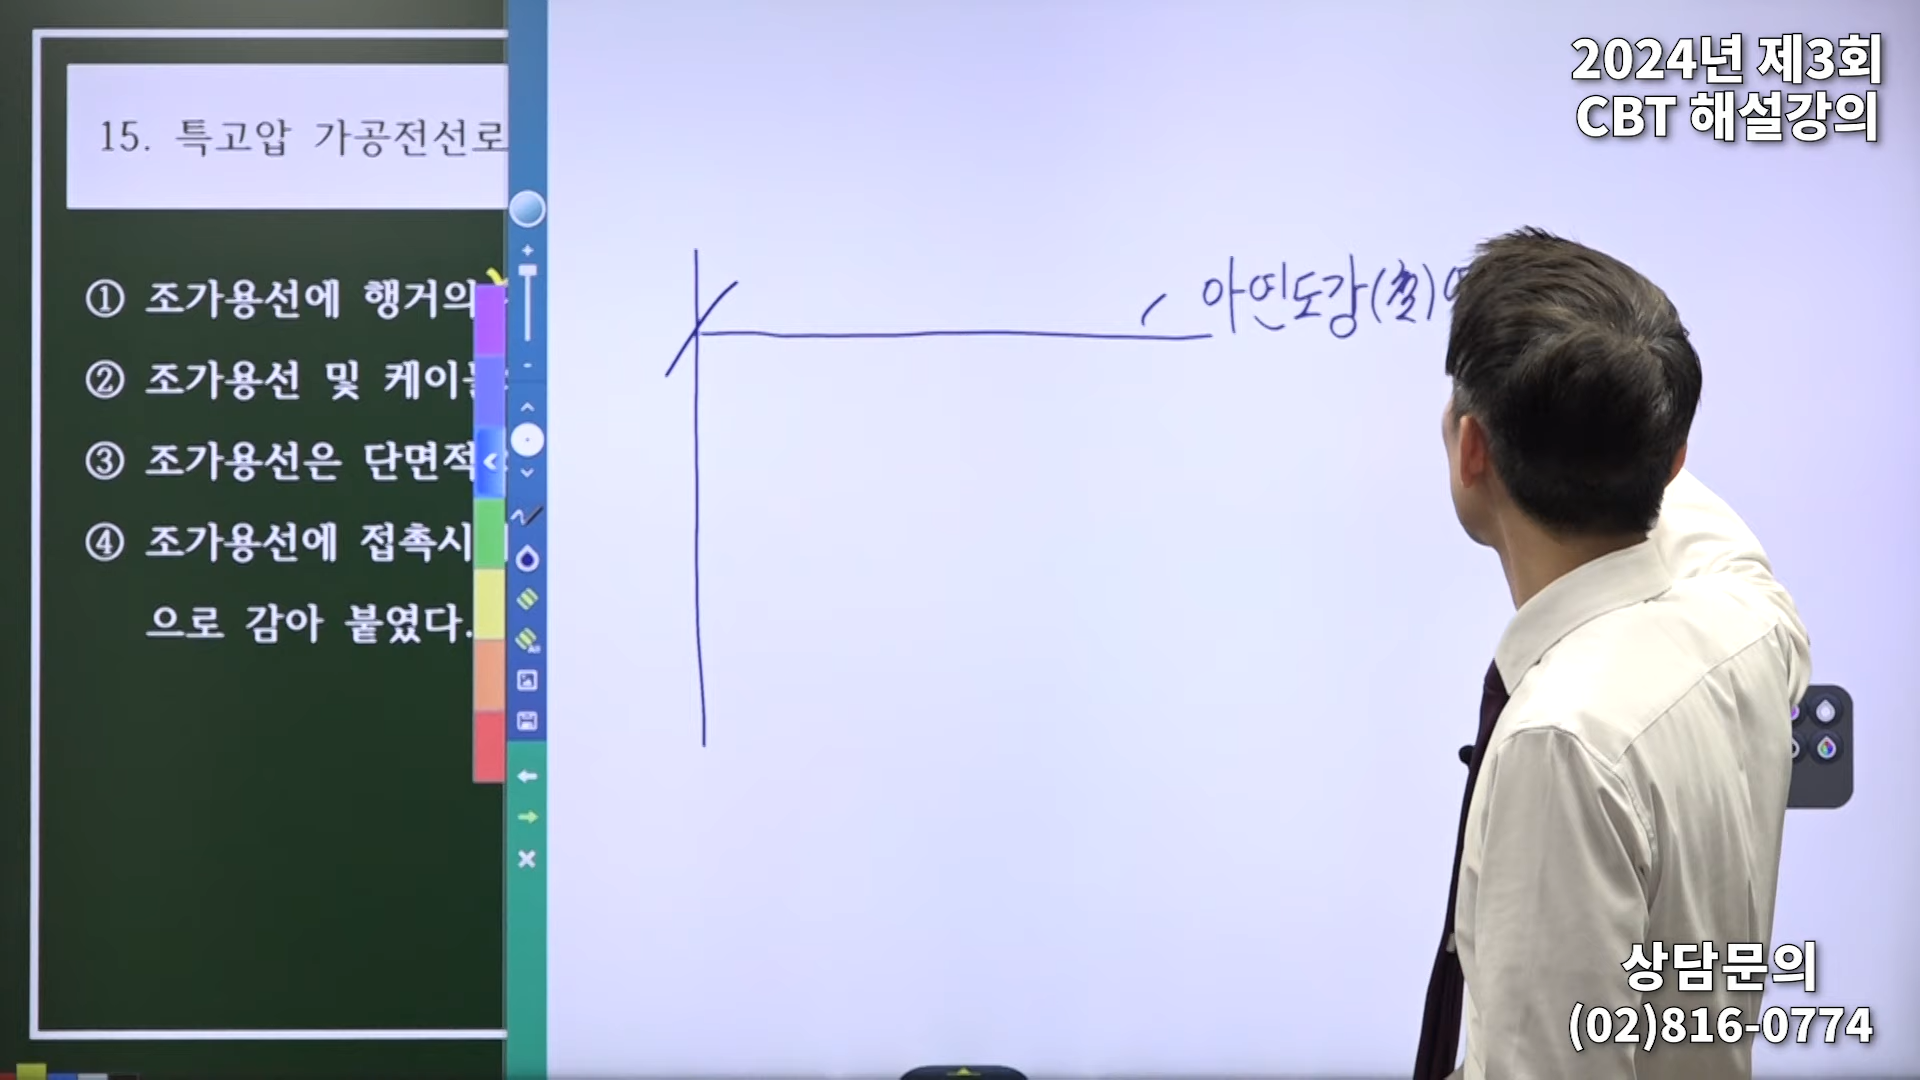 2024년 제3회
CBT 해설강의
15. 특고압 가공전선로
① 조가용선에 행거의
② 조가용선 및 케이블
③ 조가용선은 단면적
④ 조가용선에 접촉시
으로 감아 붙였다.
아연도강(철)
상담문의
(02)816-0774